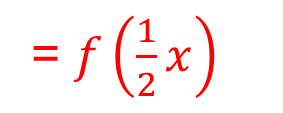 = f(1/2 x)